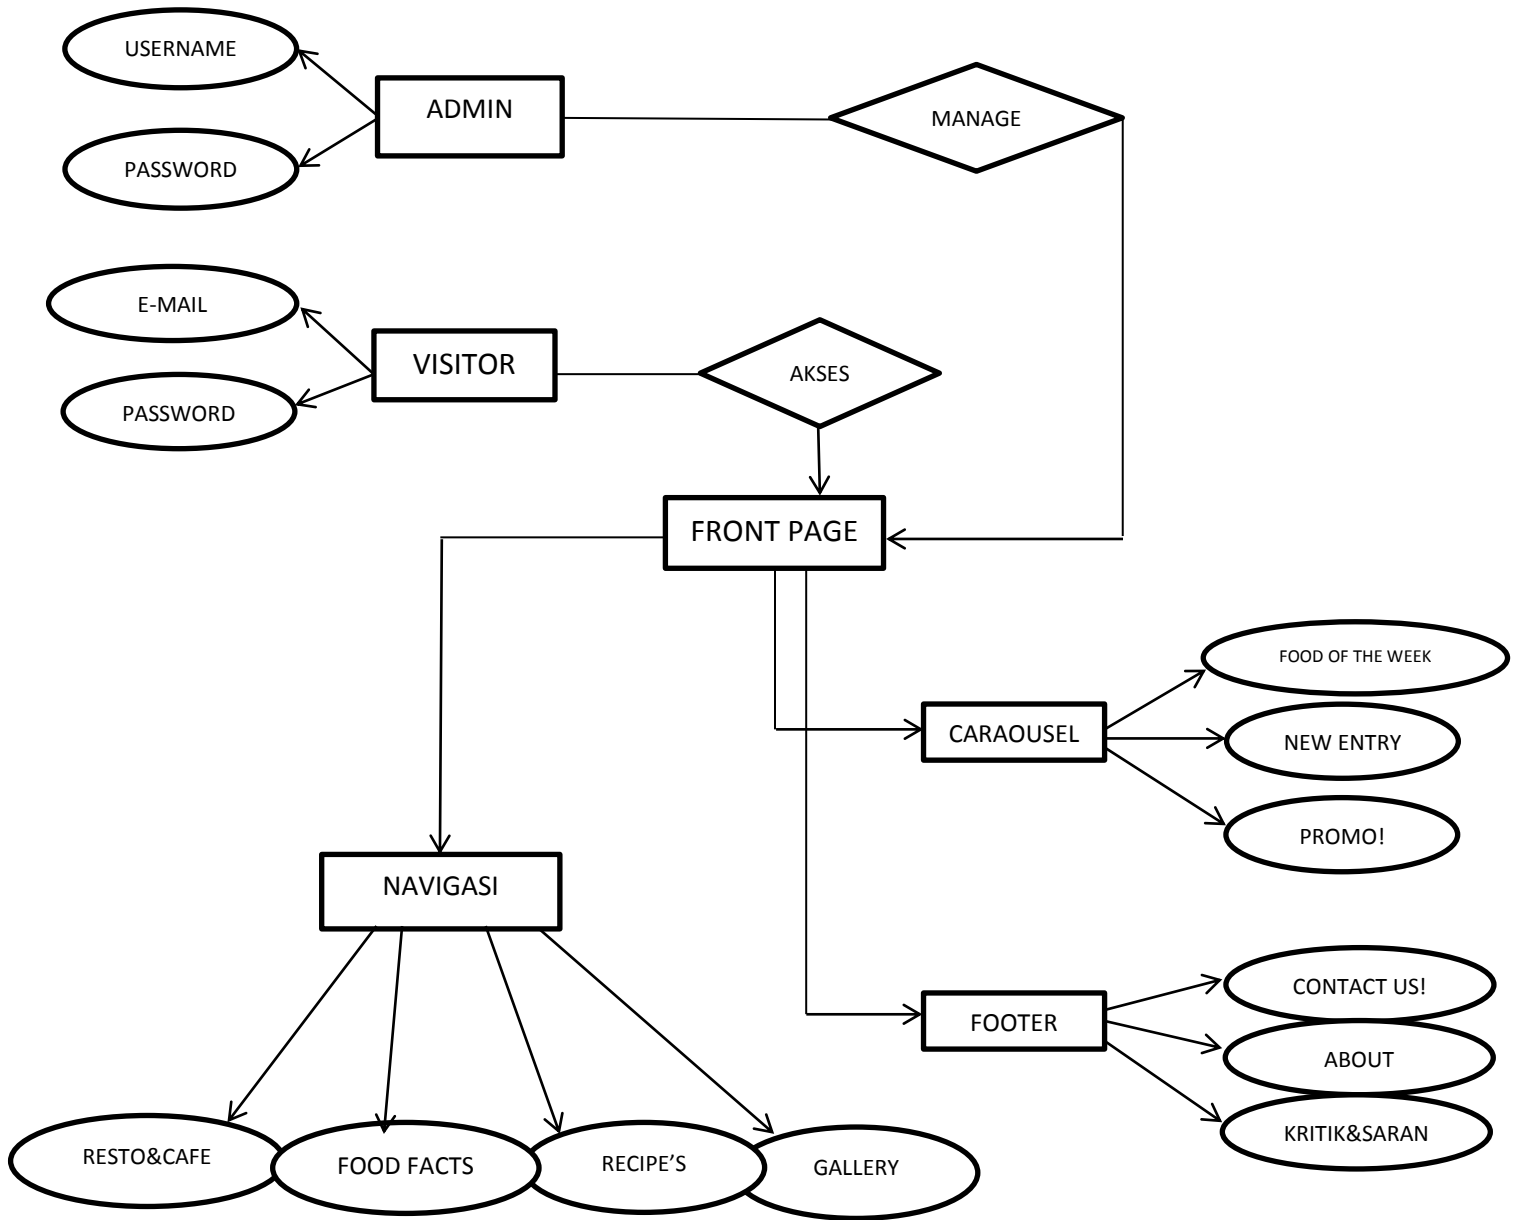 USERNAME
ADMIN
MANAGE
PASSWORD
E-MAIL
VISITOR
AKSES
PASSWORD
FRONT PAGE
FOOD OF THE WEEK
CARAOUSEL
NEW ENTRY
PROMO!
NAVIGASI
CONTACT US!
FOOTER
ABOUT
KRITIK&SARAN
RESTO&CAFE
FOOD FACTS
RECIPE’S
GALLERY